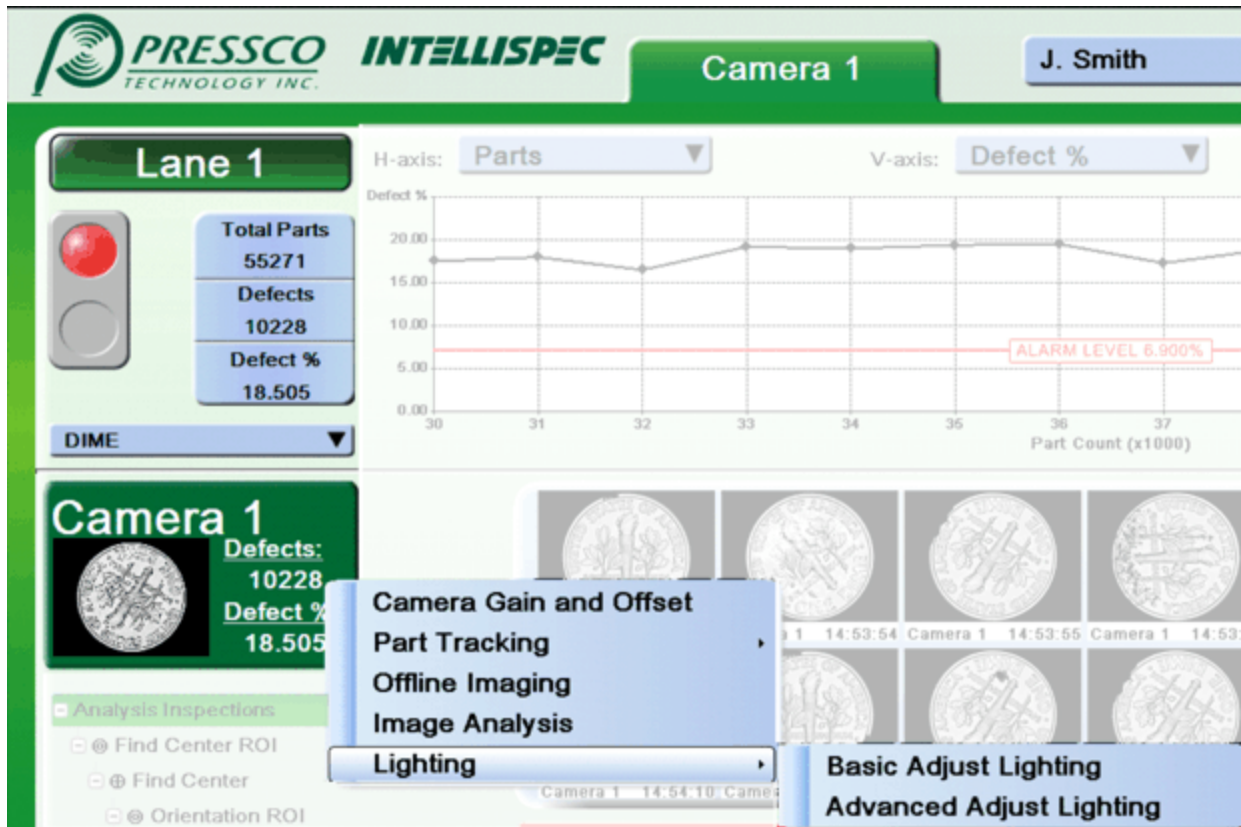 PRESSCO
TECHNOLOGY INC.
INTELLISPEC
Camera 1
J. Smith
Lane 1
H-axis: Parts
V-axis: Defect %
Defect %
20.00
15.00
10.00
5.00
0.00
ALARM LEVEL 6.900%
30 31 32 33 34 35 36 37
Part Count (x1000)
Total Parts
55271
Defects
10228
Defect %
18.505
DIME
Camera 1
Defects:
10228
Defect %
18.505
Analysis Inspections
Find Center ROI
Find Center
Orientation ROI
Camera Gain and Offset
Part Tracking
Offline Imaging
Image Analysis
Lighting
Basic Adjust Lighting
Advanced Adjust Lighting
1 14:53:54 Camera 1 14:53:55 Camera 1 14:53:
Camera 1 14:54:10